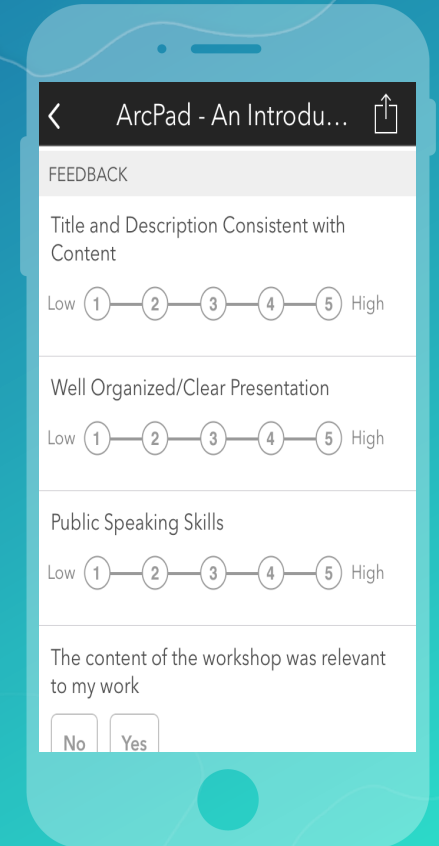 ArcPad - An Introdu...
FEEDBACK
Title and Description Consistent with
Content
Low 1 2 3 4 5 High
Well Organized/Clear Presentation
Low 1 2 3 4 5 High
Public Speaking Skills
Low 1 2 3 4 5 High
The content of the workshop was relevant
to my work
No Yes